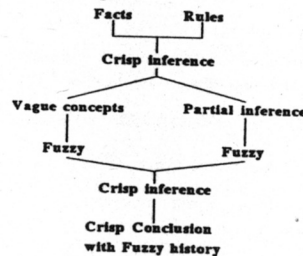 Facts Rules
Crisp inference
Vague concepts Partial inference
Fuzzy Fuzzy
Crisp inference
Crisp Conclusion
with Fuzzy history